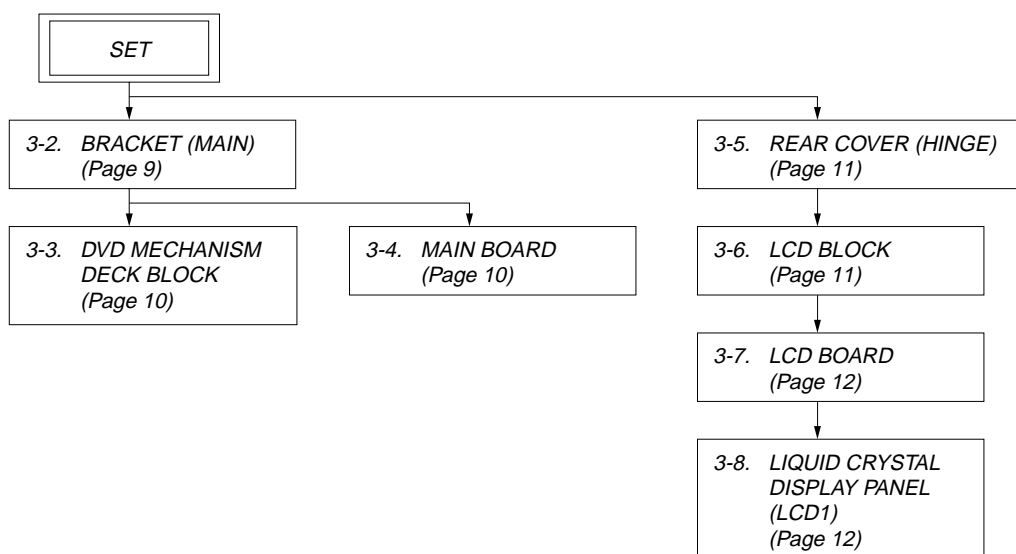 SET
3-2. BRACKET (MAIN)
(Page 9)
3-5. REAR COVER (HINGE)
(Page 11)
3-3. DVD MECHANISM
DECK BLOCK
(Page 10)
3-4. MAIN BOARD
(Page 10)
3-6. LCD BLOCK
(Page 11)
3-7. LCD BOARD
(Page 12)
3-8. LIQUID CRYSTAL
DISPLAY PANEL
(LCD1)
(Page 12)